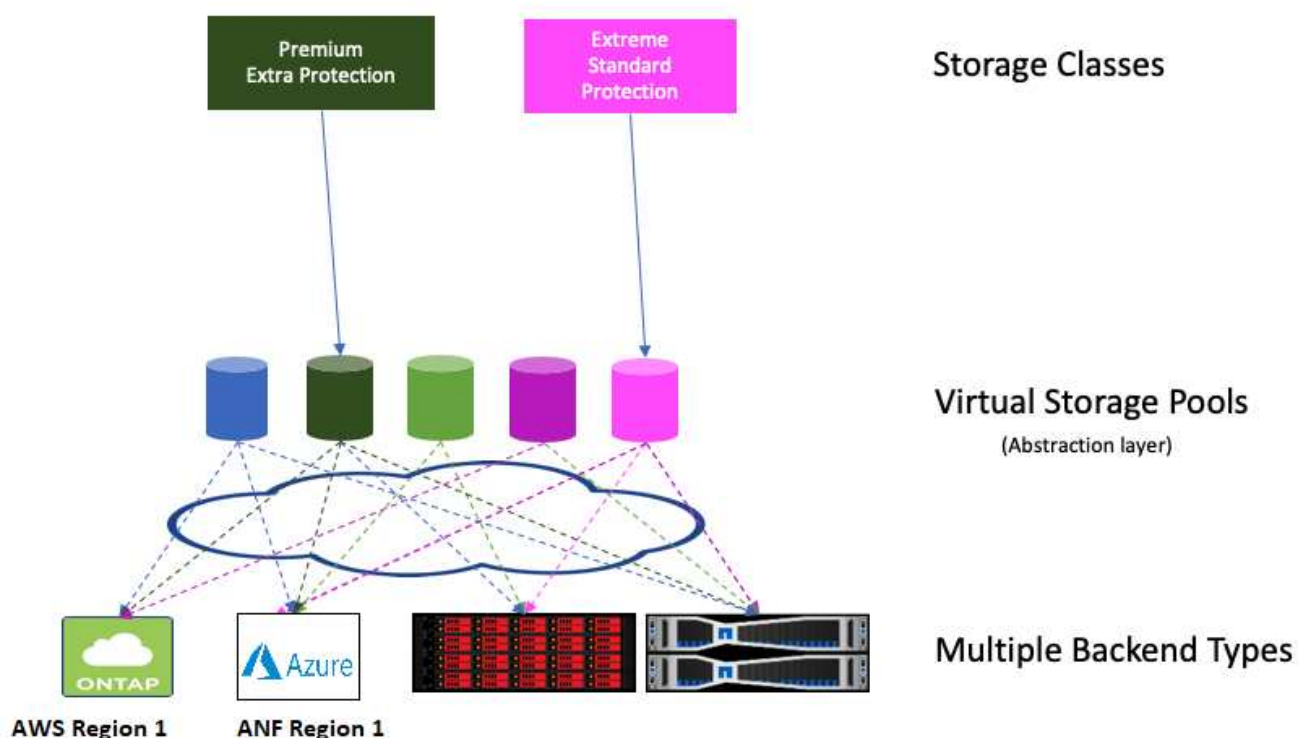 Premium
Extra Protection
Extreme
Standard
Protection
Storage Classes
Virtual Storage Pools
(Abstraction layer)
ONTAP
Azure
Multiple Backend Types
AWS Region 1
ANF Region 1